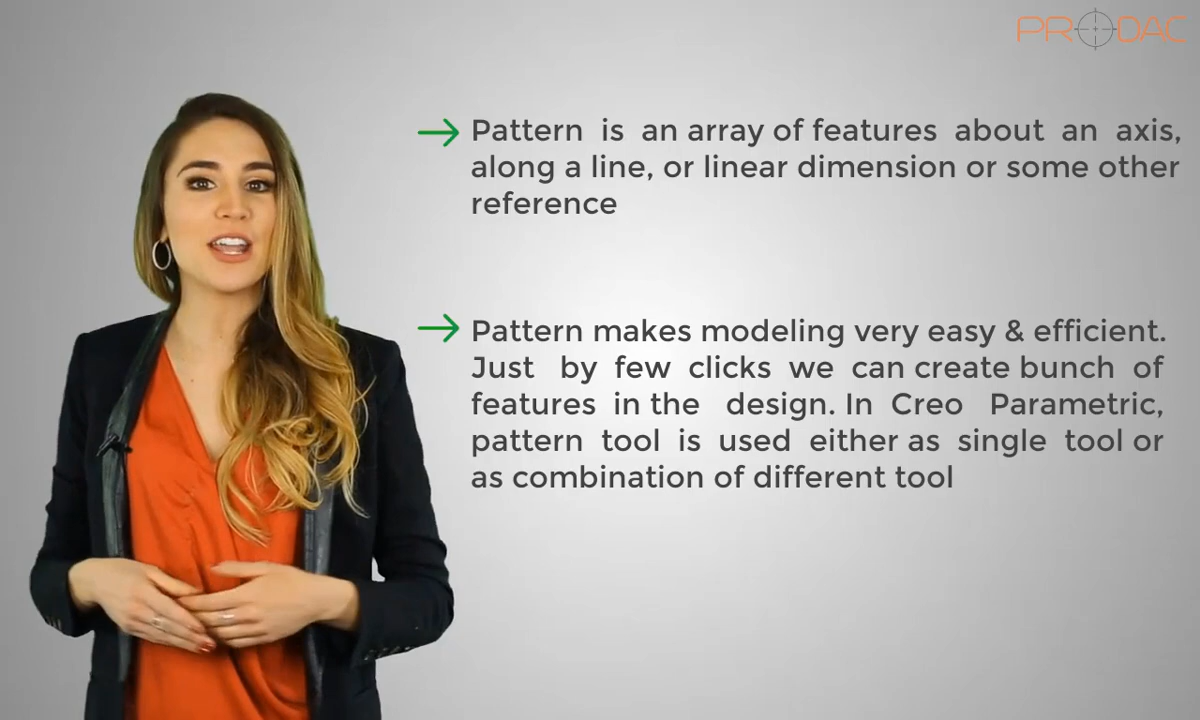 PRODAC
Pattern is an array of features about an axis,
along a line, or linear dimension or some other
reference
Pattern makes modeling very easy & efficient.
Just by few clicks we can create bunch of
features in the design. In Creo Parametric,
pattern tool is used either as single tool or
as combination of different tool